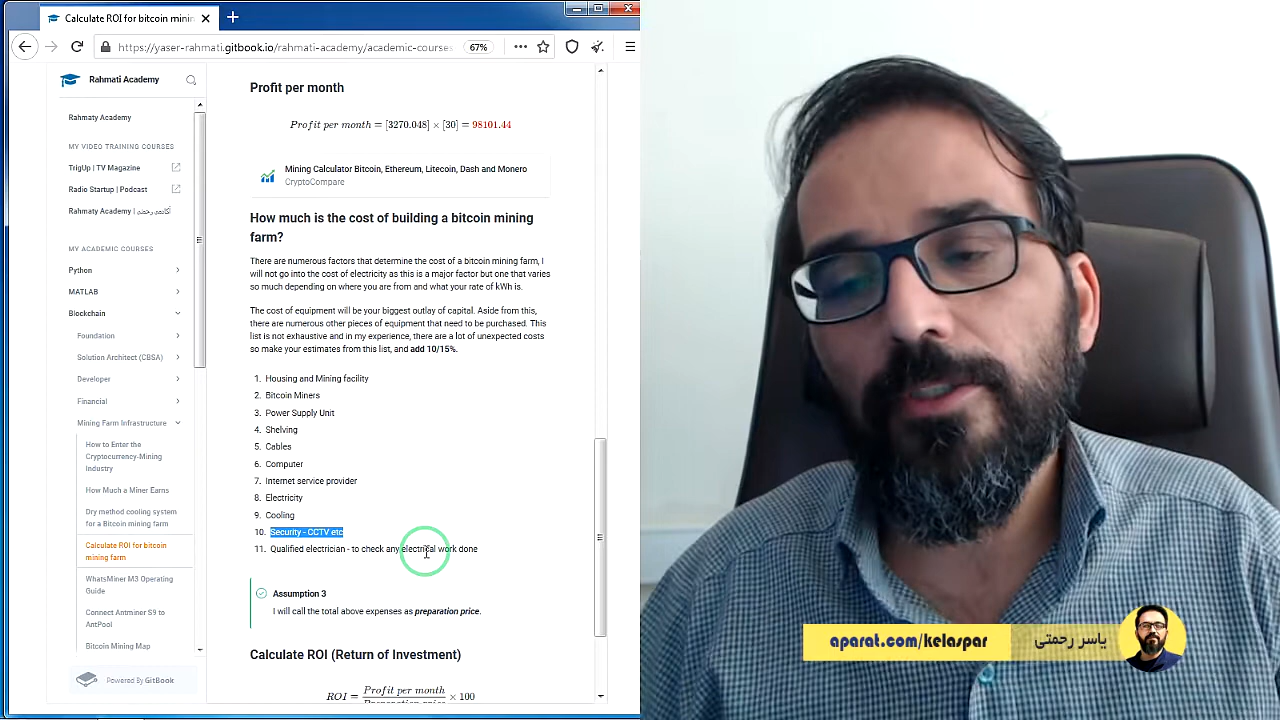 Calculate ROI for bitcoin minin
https://yaser-rahmati.gitbook.io/rahmati-academy/academic-courses
67%
Rahmati Academy
Rahmaty Academy
MY VIDEO TRAINING COURSES
TrigUp | TV Magazine
Radio Startup | Podcast
Rahmaty Academy | آکادمی رحمتی
MY ACADEMIC COURSES
Python
MATLAB
Blockchain
Foundation
Solution Architect (CBSA)
Developer
Financial
Mining Farm Infrastructure
How to Enter the
Cryptocurrency-Mining
Industry
How Much a Miner Earns
Dry method cooling system
for a Bitcoin mining farm
Calculate ROI for bitcoin
mining farm
WhatsMiner M3 Operating
Guide
Connect Antminer S9 to
AntPool
Bitcoin Mining Map
Powered By GitBook
Profit per month
Profit per month = [3270.048] × [30] = 98101.44
Mining Calculator Bitcoin, Ethereum, Litecoin, Dash and Monero
CryptoCompare
How much is the cost of building a bitcoin mining
farm?
There are numerous factors that determine the cost of a bitcoin mining farm, I
will not go into the cost of electricity as this is a major factor but one that varies
so much depending on where you are from and what your rate of kWh is.
The cost of equipment will be your biggest outlay of capital. Aside from this,
there are numerous other pieces of equipment that need to be purchased. This
list is not exhaustive and in my experience, there are a lot of unexpected costs
so make your estimates from this list, and add 10/15%.
1. Housing and Mining facility
2. Bitcoin Miners
3. Power Supply Unit
4. Shelving
5. Cables
6. Computer
7. Internet service provider
8. Electricity
9. Cooling
10. Security - CCTV etc
11. Qualified electrician - to check any electrical work done
Assumption 3
I will call the total above expenses as preparation price.
Calculate ROI (Return of Investment)
ROI = Profit per month / Preparation price × 100
aparat.com/kelaspar
یاسر رحمتی